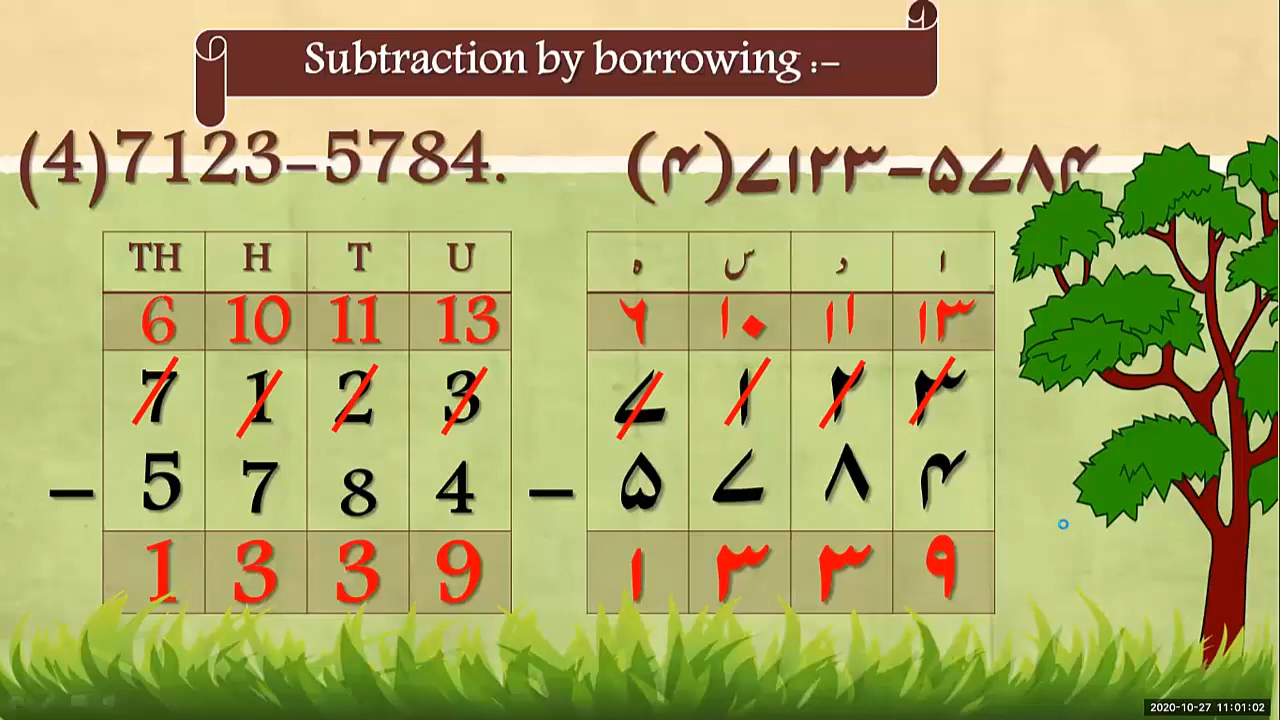 Subtraction by borrowing :–
(4)7123–5784.
(۴)۷۱۲۳–۵۷۸۴
TH H T U
6 10 11 13
7 1 2 3
– 5 7 8 4
1 3 3 9
ہ س د ا
۶ ۱۰ ۱۱ ۱۳
۷ ۱ ۲ ۳
– ۵ ۷ ۸ ۴
۱ ۳ ۳ ۹
2020-10-27 11:01:02